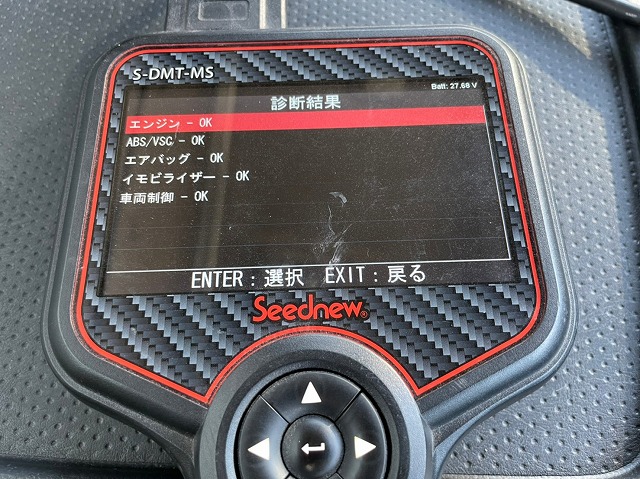 S-DMT-MS
Batt: 27.68 V
診断結果
エンジン - OK
ABS/VSC - OK
エアバッグ - OK
イモビライザー - OK
車両制御 - OK
ENTER : 選択 EXIT : 戻る
Seednew®